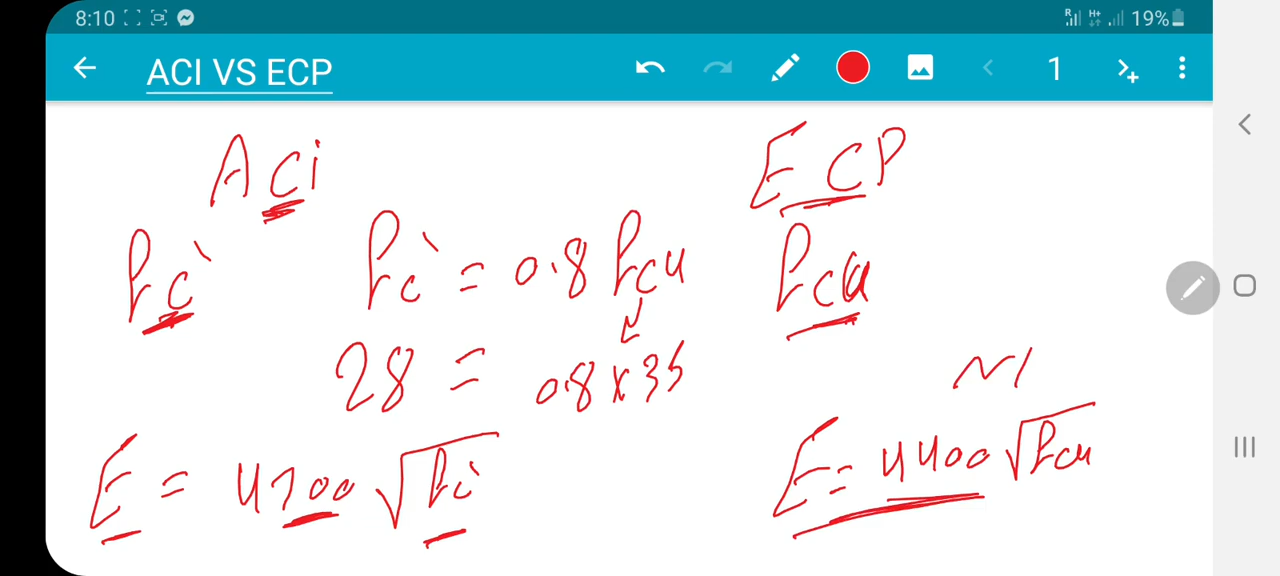 8:10 R H+ 19%
ACI VS ECP 1
ACi ECP
Fc' Fc' = 0.8 Fcu Fcu
28 = 0.8 x 35
E = 4700 √Fc' E = 4400 √Fcu